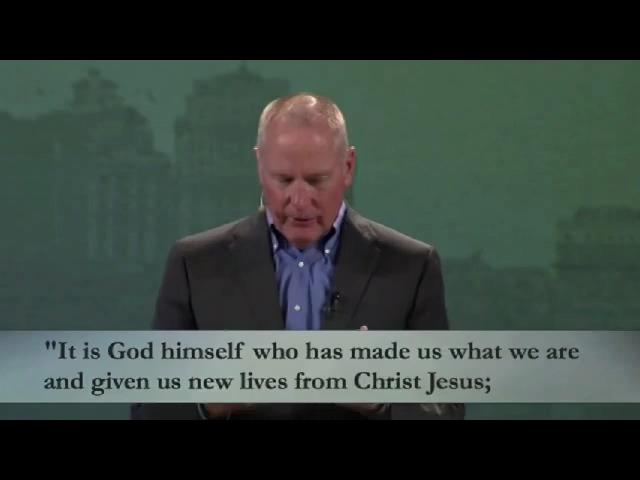 "It is God himself who has made us what we are
and given us new lives from Christ Jesus;